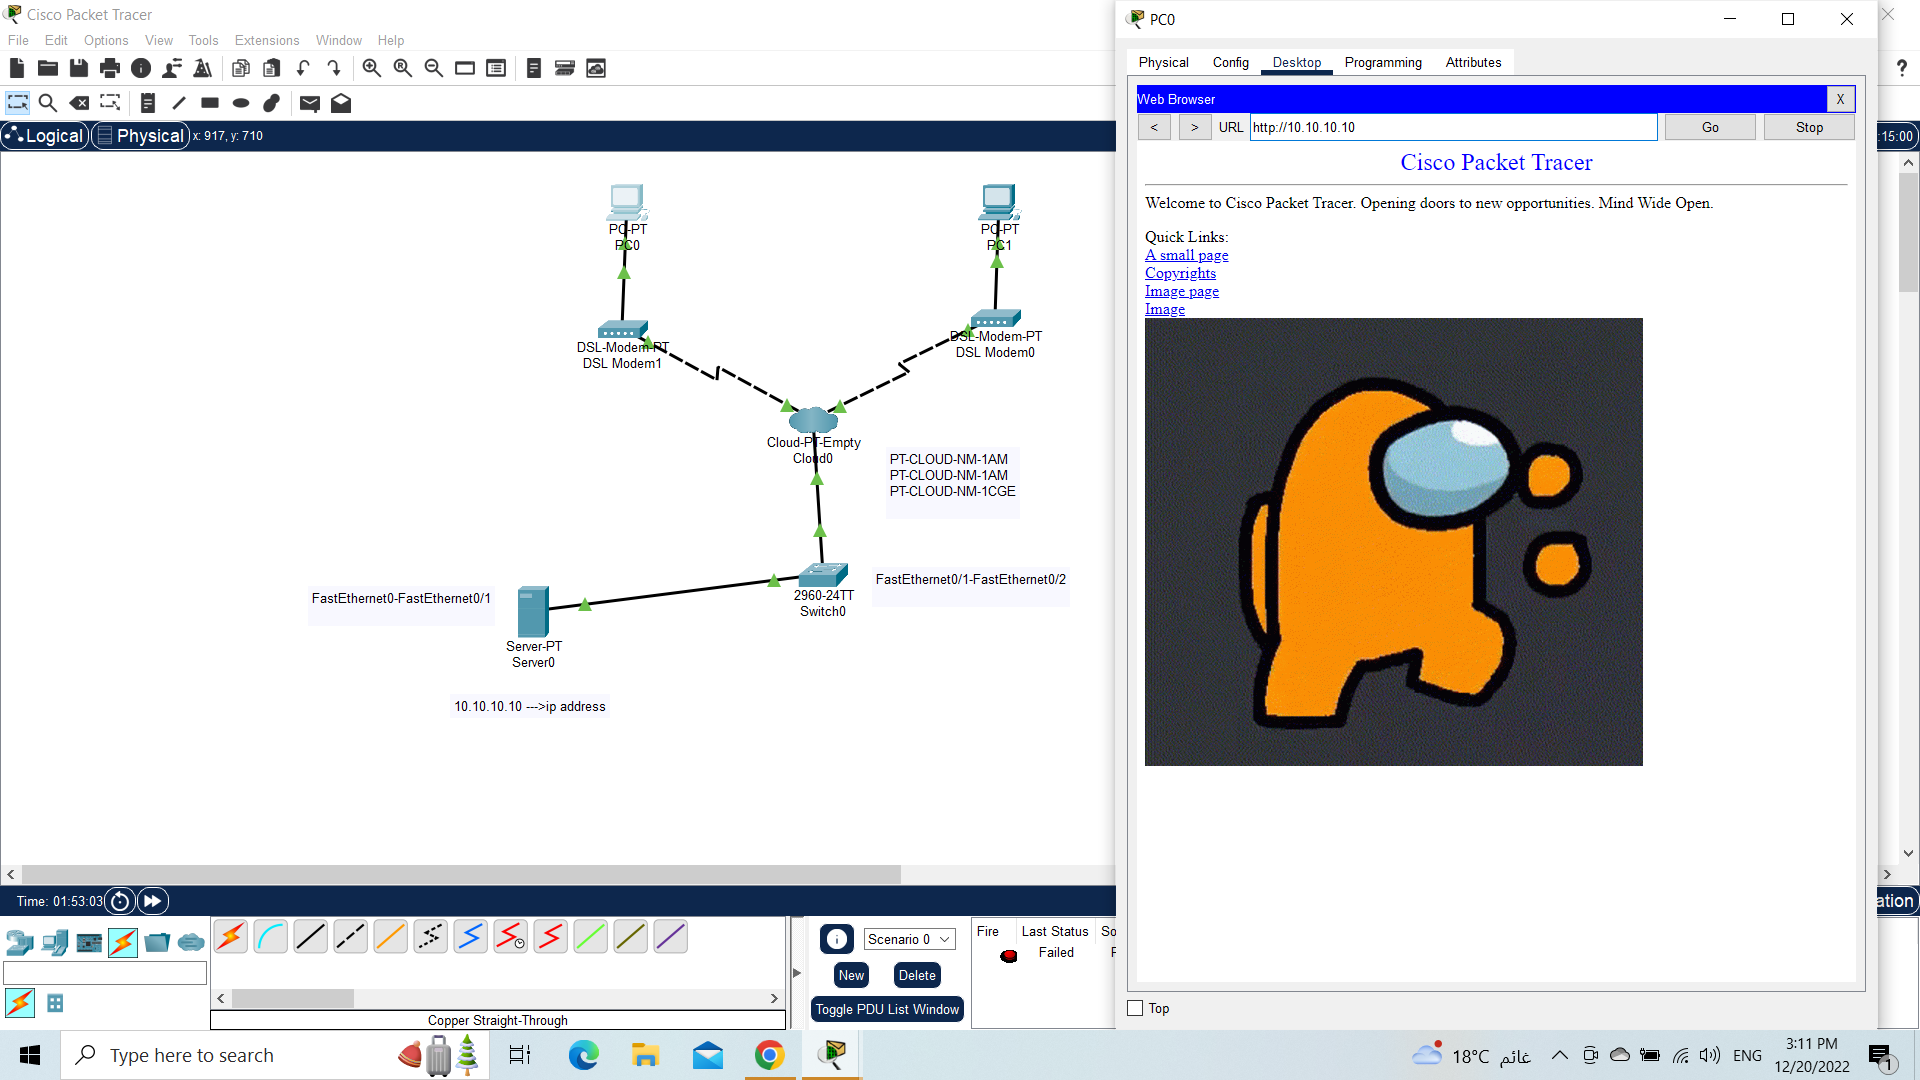 Cisco Packet Tracer
File Edit Options View Tools Extensions Window Help
Logical Physical x: 917, y: 710
:15:00
PC-PT
PC0
PC-PT
PC1
DSL-Modem-PT
DSL Modem1
DSL-Modem-PT
DSL Modem0
Cloud-PT-Empty
Cloud0
PT-CLOUD-NM-1AM
PT-CLOUD-NM-1AM
PT-CLOUD-NM-1CGE
FastEthernet0-FastEthernet0/1
2960-24TT
Switch0
FastEthernet0/1-FastEthernet0/2
Server-PT
Server0
10.10.10.10 --->ip address
Time: 01:53:03
ation
Copper Straight-Through
Scenario 0
New Delete
Toggle PDU List Window
Fire Last Status So
Failed
PC0
Physical Config Desktop Programming Attributes
Web Browser X
< > URL http://10.10.10.10 Go Stop
Cisco Packet Tracer
Welcome to Cisco Packet Tracer. Opening doors to new opportunities. Mind Wide Open.
Quick Links:
A small page
Copyrights
Image page
Image
Top
Type here to search
18°C غائم
ENG
3:11 PM
12/20/2022
1